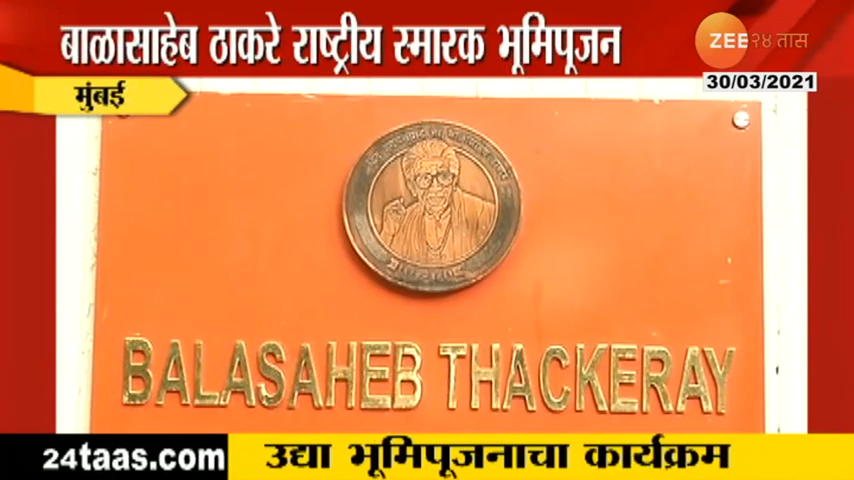 बाळासाहेब ठाकरे राष्ट्रीय स्मारक भूमिपूजन
ZEE २४ तास
30/03/2021
मुंबई
BALASAHEB THACKERAY
24taas.com
उद्या भूमिपूजनाचा कार्यक्रम